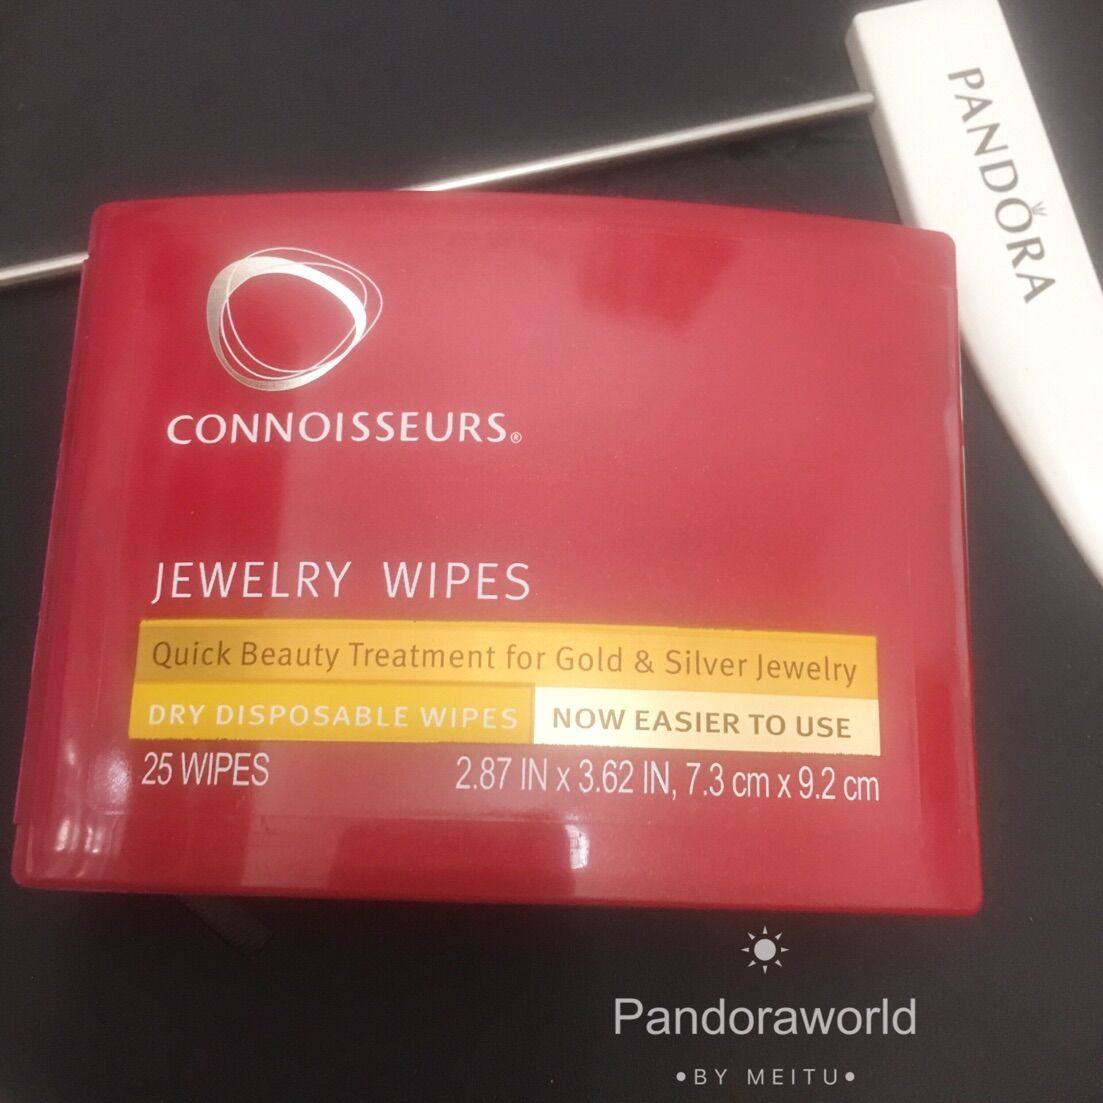 PANDORA
CONNOISSEURS®
JEWELRY WIPES
Quick Beauty Treatment for Gold & Silver Jewelry
DRY DISPOSABLE WIPES NOW EASIER TO USE
25 WIPES 2.87 IN x 3.62 IN, 7.3 cm x 9.2 cm
Pandoraworld
•BY MEITU•